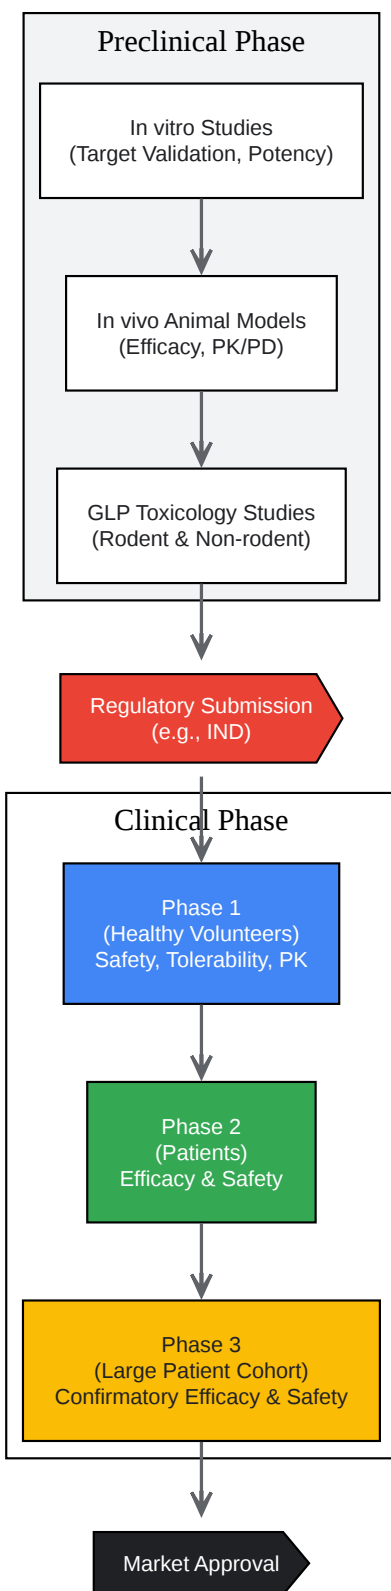 Preclinical Phase
In vitro Studies
(Target Validation, Potency)
In vivo Animal Models
(Efficacy, PK/PD)
GLP Toxicology Studies
(Rodent & Non-rodent)
Regulatory Submission
(e.g., IND)
Clinical Phase
Phase 1
(Healthy Volunteers)
Safety, Tolerability, PK
Phase 2
(Patients)
Efficacy & Safety
Phase 3
(Large Patient Cohort)
Confirmatory Efficacy & Safety
Market Approval